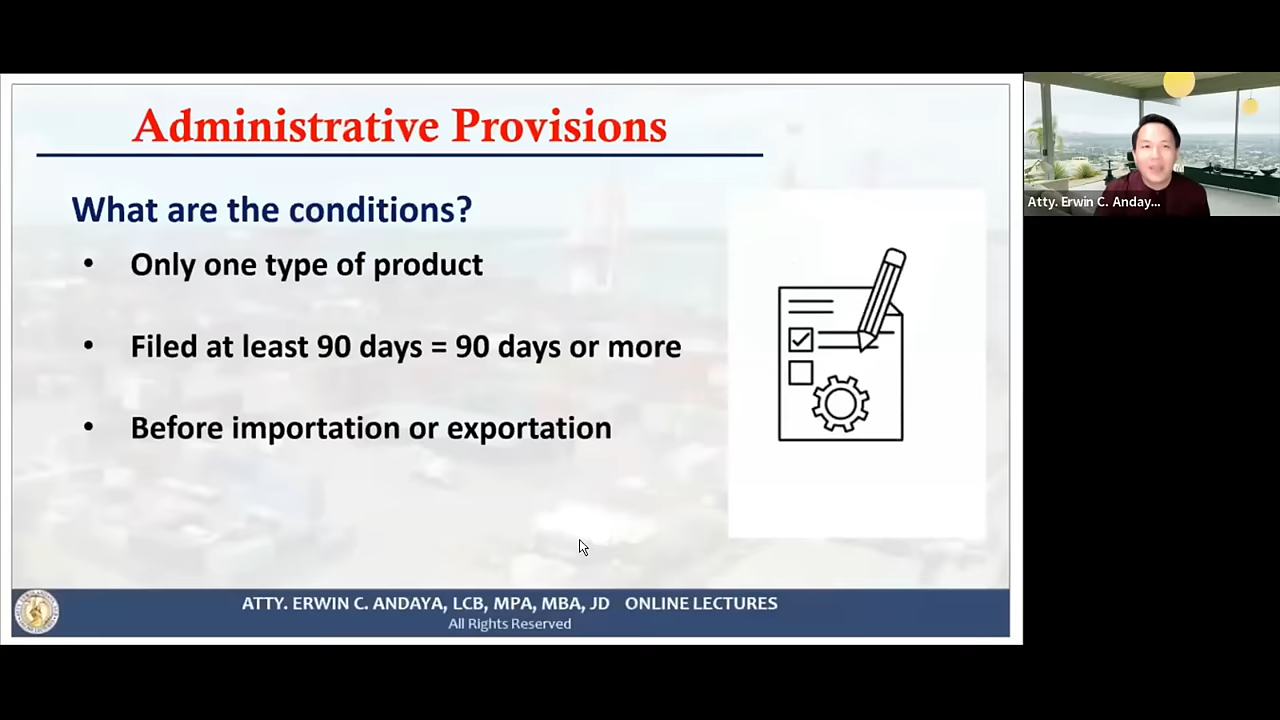 Administrative Provisions
What are the conditions?
• Only one type of product
• Filed at least 90 days = 90 days or more
• Before importation or exportation
ATTY. ERWIN C. ANDAYA, LCB, MPA, MBA, JD ONLINE LECTURES
All Rights Reserved
Atty. Erwin C. Anday...